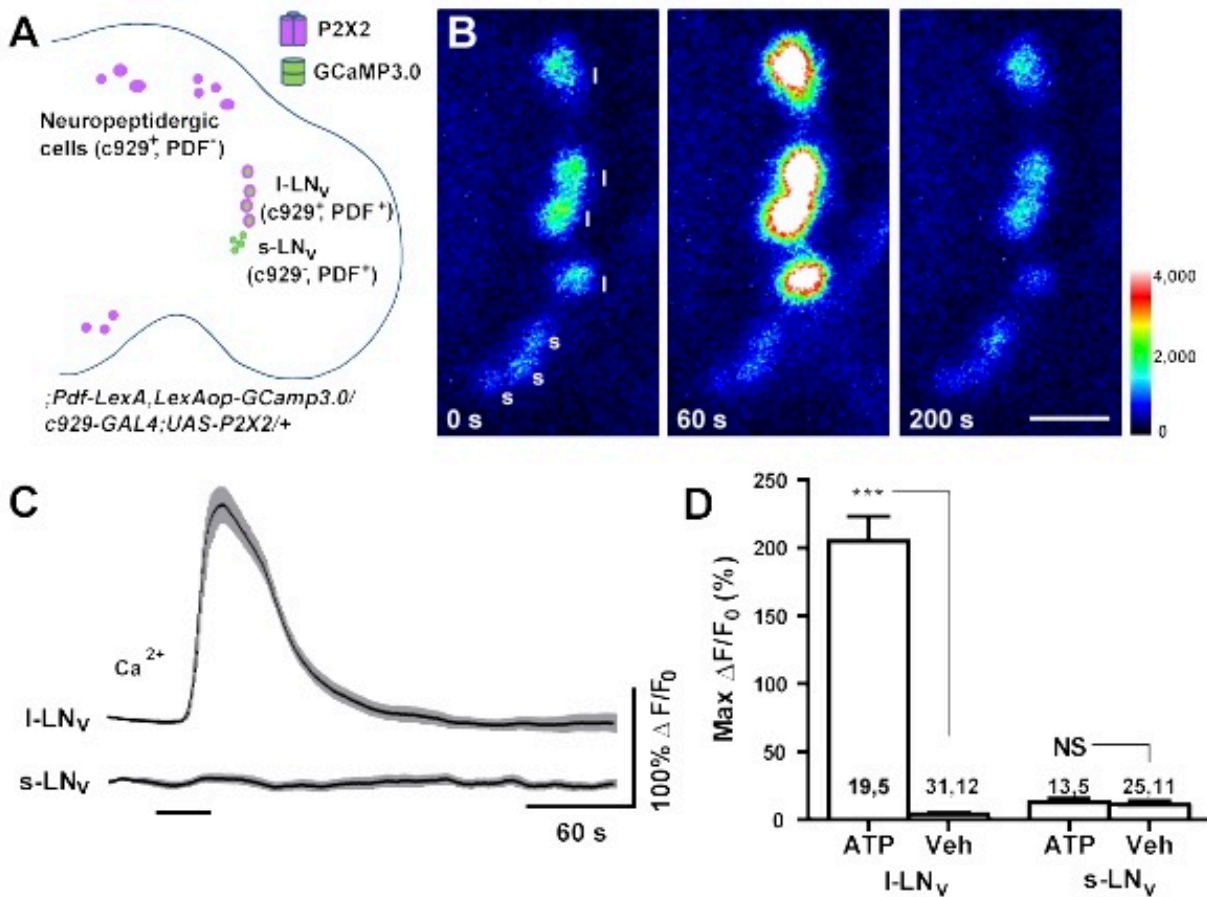 A
P2X2
GCaMP3.0
Neuropeptidergic
cells (c929⁺, PDF⁻)
l-LNᵥ
(c929⁺, PDF⁺)
s-LNᵥ
(c929⁻, PDF⁺)
;Pdf-LexA,LexAop-GCamp3.0/
c929-GAL4;UAS-P2X2/+
B
l
l
l
l
s
s
s
0 s
60 s
200 s
4,000
2,000
0
C
Ca²⁺
l-LNᵥ
s-LNᵥ
100% ΔF/F₀
60 s
D
Max ΔF/F₀ (%)
250
200
150
100
50
0
***
NS
19,5
31,12
13,5
25,11
ATP
Veh
ATP
Veh
l-LNᵥ
s-LNᵥ